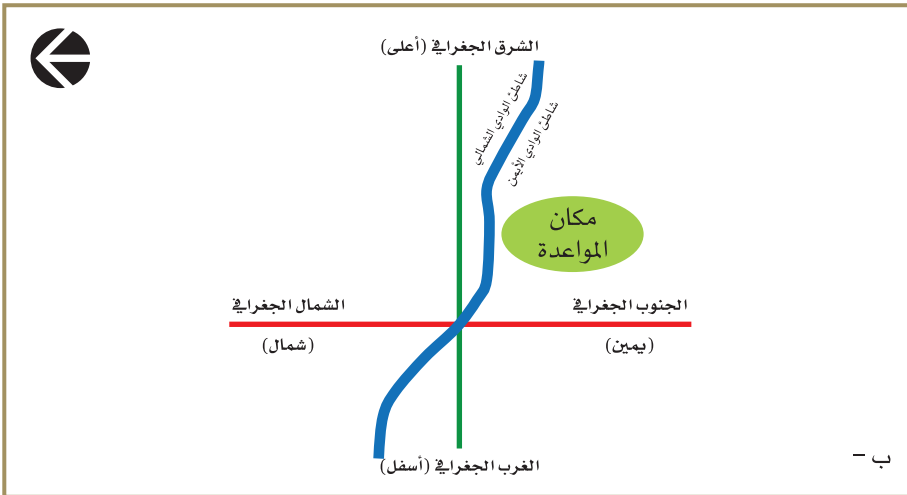 الشرق الجغرافي (أعلى)
شاطئ الوادي الشمالي
شاطئ الوادي الأيمن
مكان
المواعدة
الجنوب الجغرافي
(يمين)
الشمال الجغرافي
(شمال)
الغرب الجغرافي (أسفل)
ب -